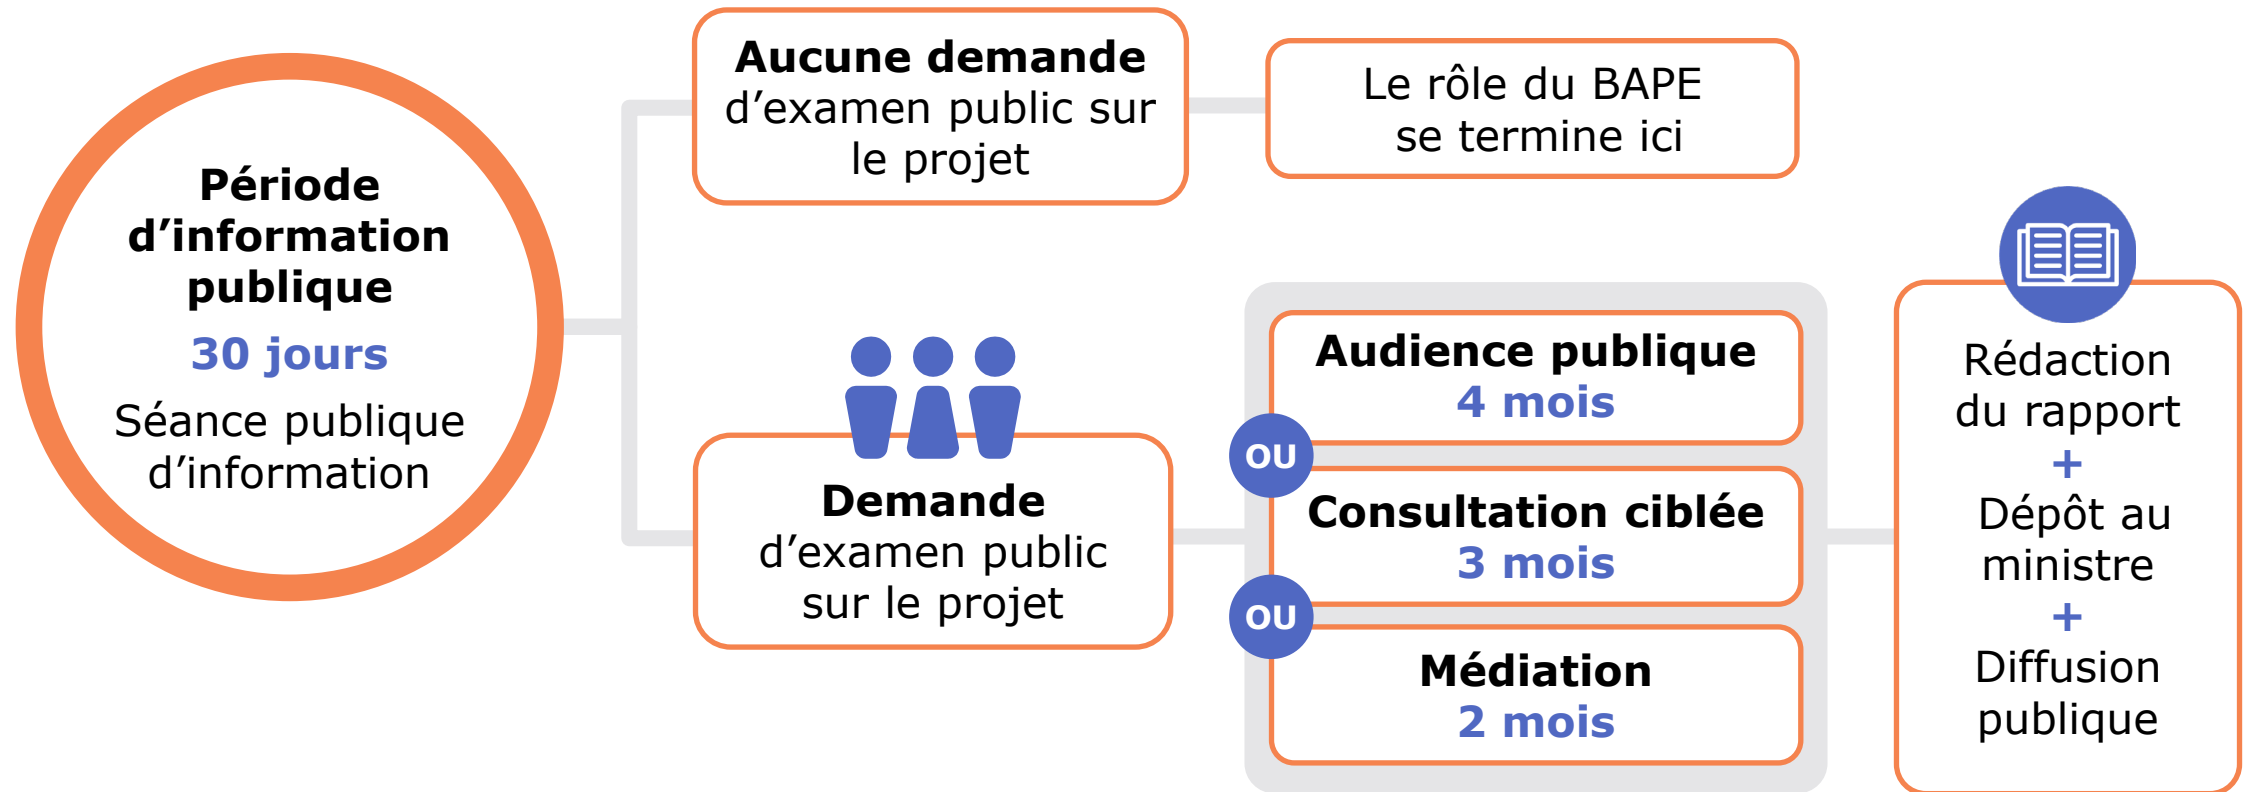 Période
d’information
publique
30 jours
Séance publique
d’information
Aucune demande
d’examen public sur
le projet
Le rôle du BAPE
se termine ici
Demande
d’examen public
sur le projet
Audience publique
4 mois
OU
Consultation ciblée
3 mois
OU
Médiation
2 mois
Rédaction
du rapport
+
Dépôt au
ministre
+
Diffusion
publique